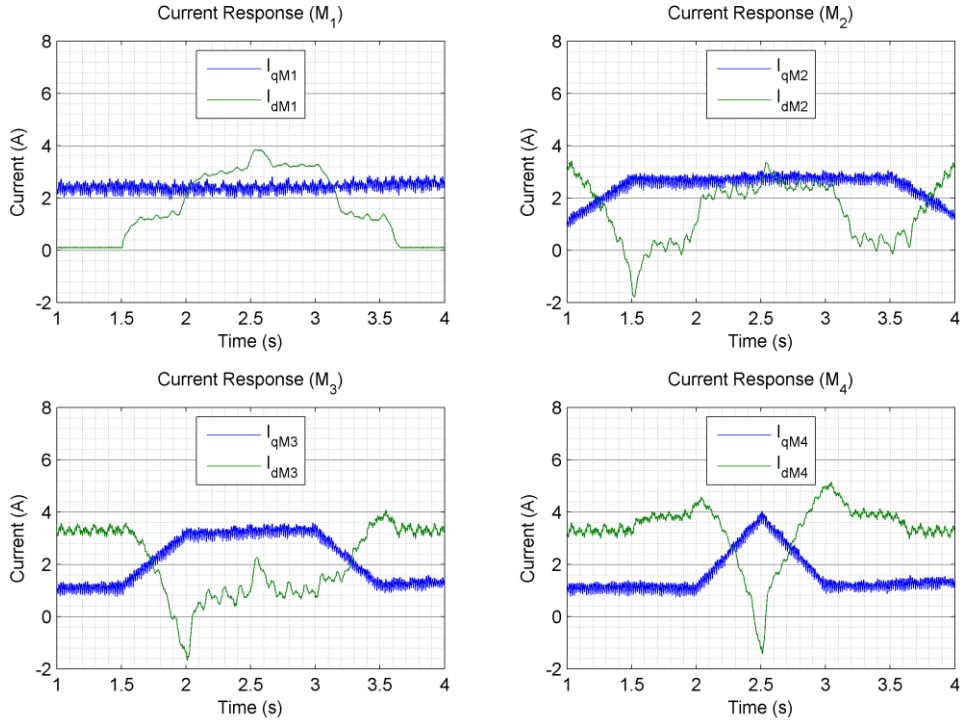 Current Response (M1)
Current (A)
8
6
4
2
0
-2
IqM1
IdM1
1 1.5 2 2.5 3 3.5 4
Time (s)
Current Response (M2)
Current (A)
8
6
4
2
0
-2
IqM2
IdM2
1 1.5 2 2.5 3 3.5 4
Time (s)
Current Response (M3)
Current (A)
8
6
4
2
0
-2
IqM3
IdM3
1 1.5 2 2.5 3 3.5 4
Time (s)
Current Response (M4)
Current (A)
8
6
4
2
0
-2
IqM4
IdM4
1 1.5 2 2.5 3 3.5 4
Time (s)